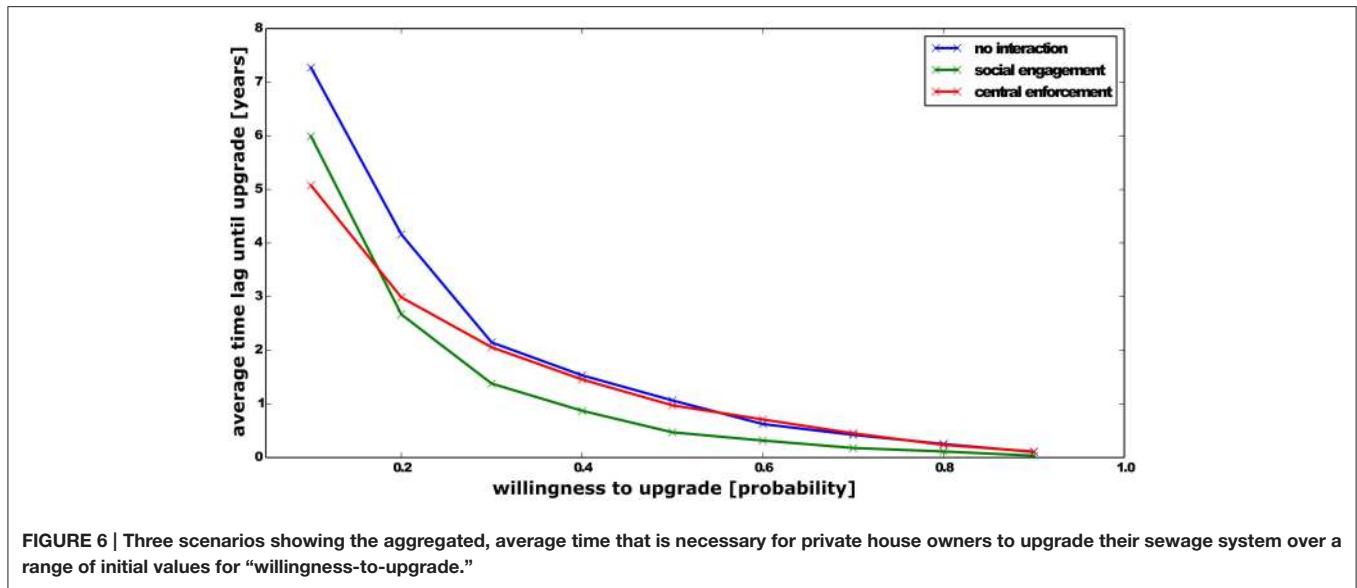 8
7
6
5
4
3
2
1
0
average time lag until upgrade [years]
no interaction
social engagement
central enforcement
0.2
0.4
0.6
0.8
1.0
willingness to upgrade [probability]
FIGURE 6 | Three scenarios showing the aggregated, average time that is necessary for private house owners to upgrade their sewage system over a
range of initial values for “willingness-to-upgrade.”